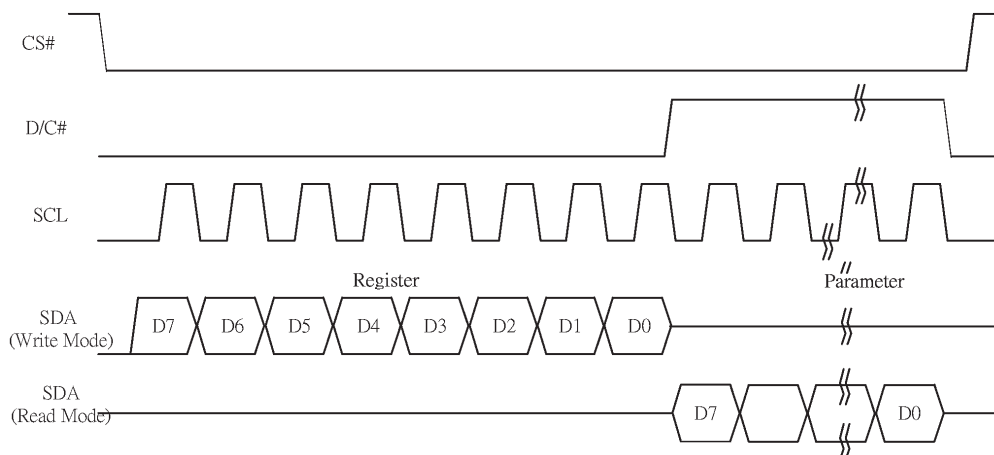 CS#
D/C#
SCL
Register
Parameter
SDA
(Write Mode)
D7 D6 D5 D4 D3 D2 D1 D0
SDA
(Read Mode)
D7 D0